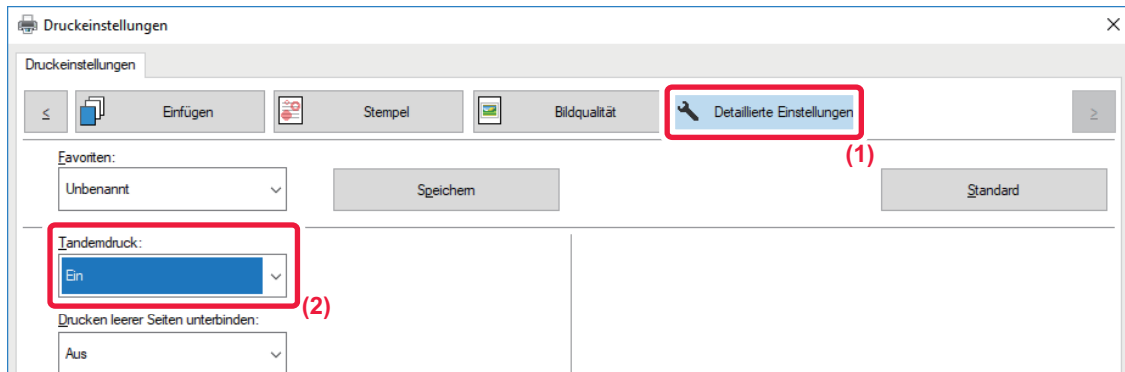 Druckeinstellungen
Druckeinstellungen
≤ Einfügen Stempel Bildqualität Detaillierte Einstellungen ≥
(1)
Favoriten:
Unbenannt Speichern Standard
Tandemdruck:
Ein
(2)
Drucken leerer Seiten unterbinden:
Aus